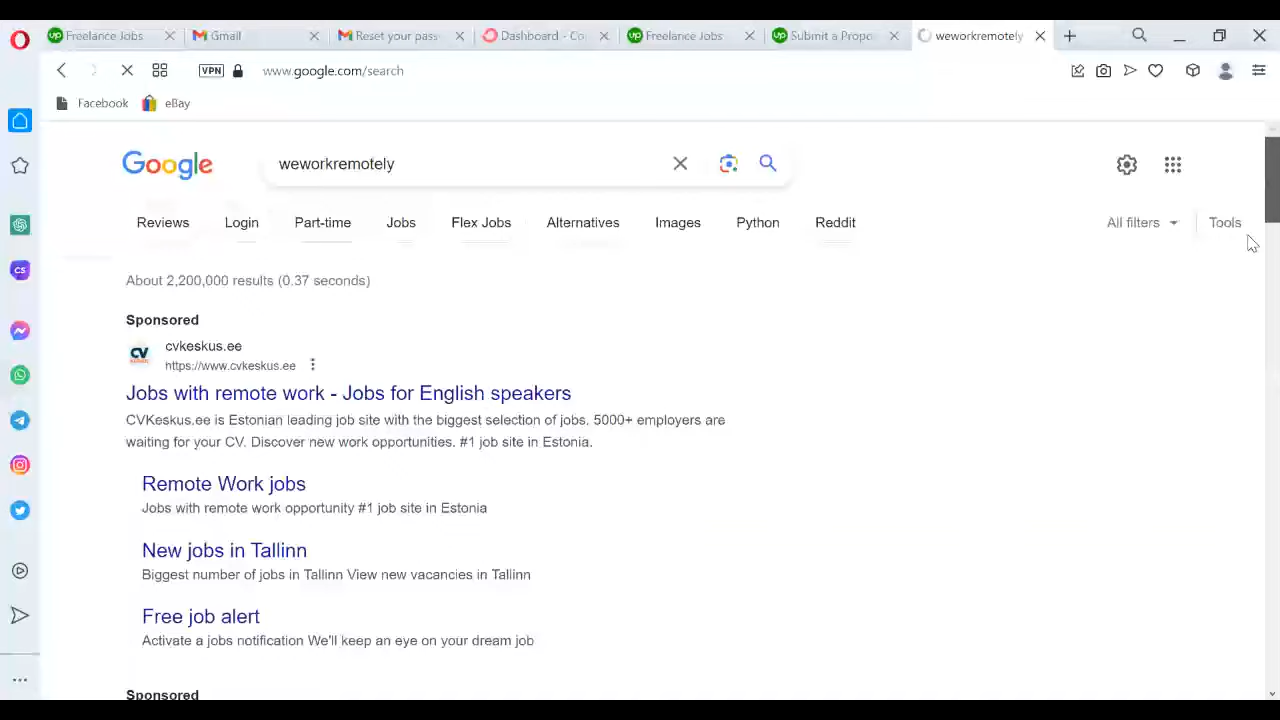 Freelance Jobs
Gmail
Reset your pass
Dashboard - Co
Freelance Jobs
Submit a Propo
weworkremotely
VPN
www.google.com/search
Facebook
eBay
Google
weworkremotely
Reviews
Login
Part-time
Jobs
Flex Jobs
Alternatives
Images
Python
Reddit
All filters
Tools
About 2,200,000 results (0.37 seconds)
Sponsored
CV
cvkeskus.ee
https://www.cvkeskus.ee
Jobs with remote work - Jobs for English speakers
CVKeskus.ee is Estonian leading job site with the biggest selection of jobs. 5000+ employers are
waiting for your CV. Discover new work opportunities. #1 job site in Estonia.
Remote Work jobs
Jobs with remote work opportunity #1 job site in Estonia
New jobs in Tallinn
Biggest number of jobs in Tallinn View new vacancies in Tallinn
Free job alert
Activate a jobs notification We'll keep an eye on your dream job
Sponsored
CS